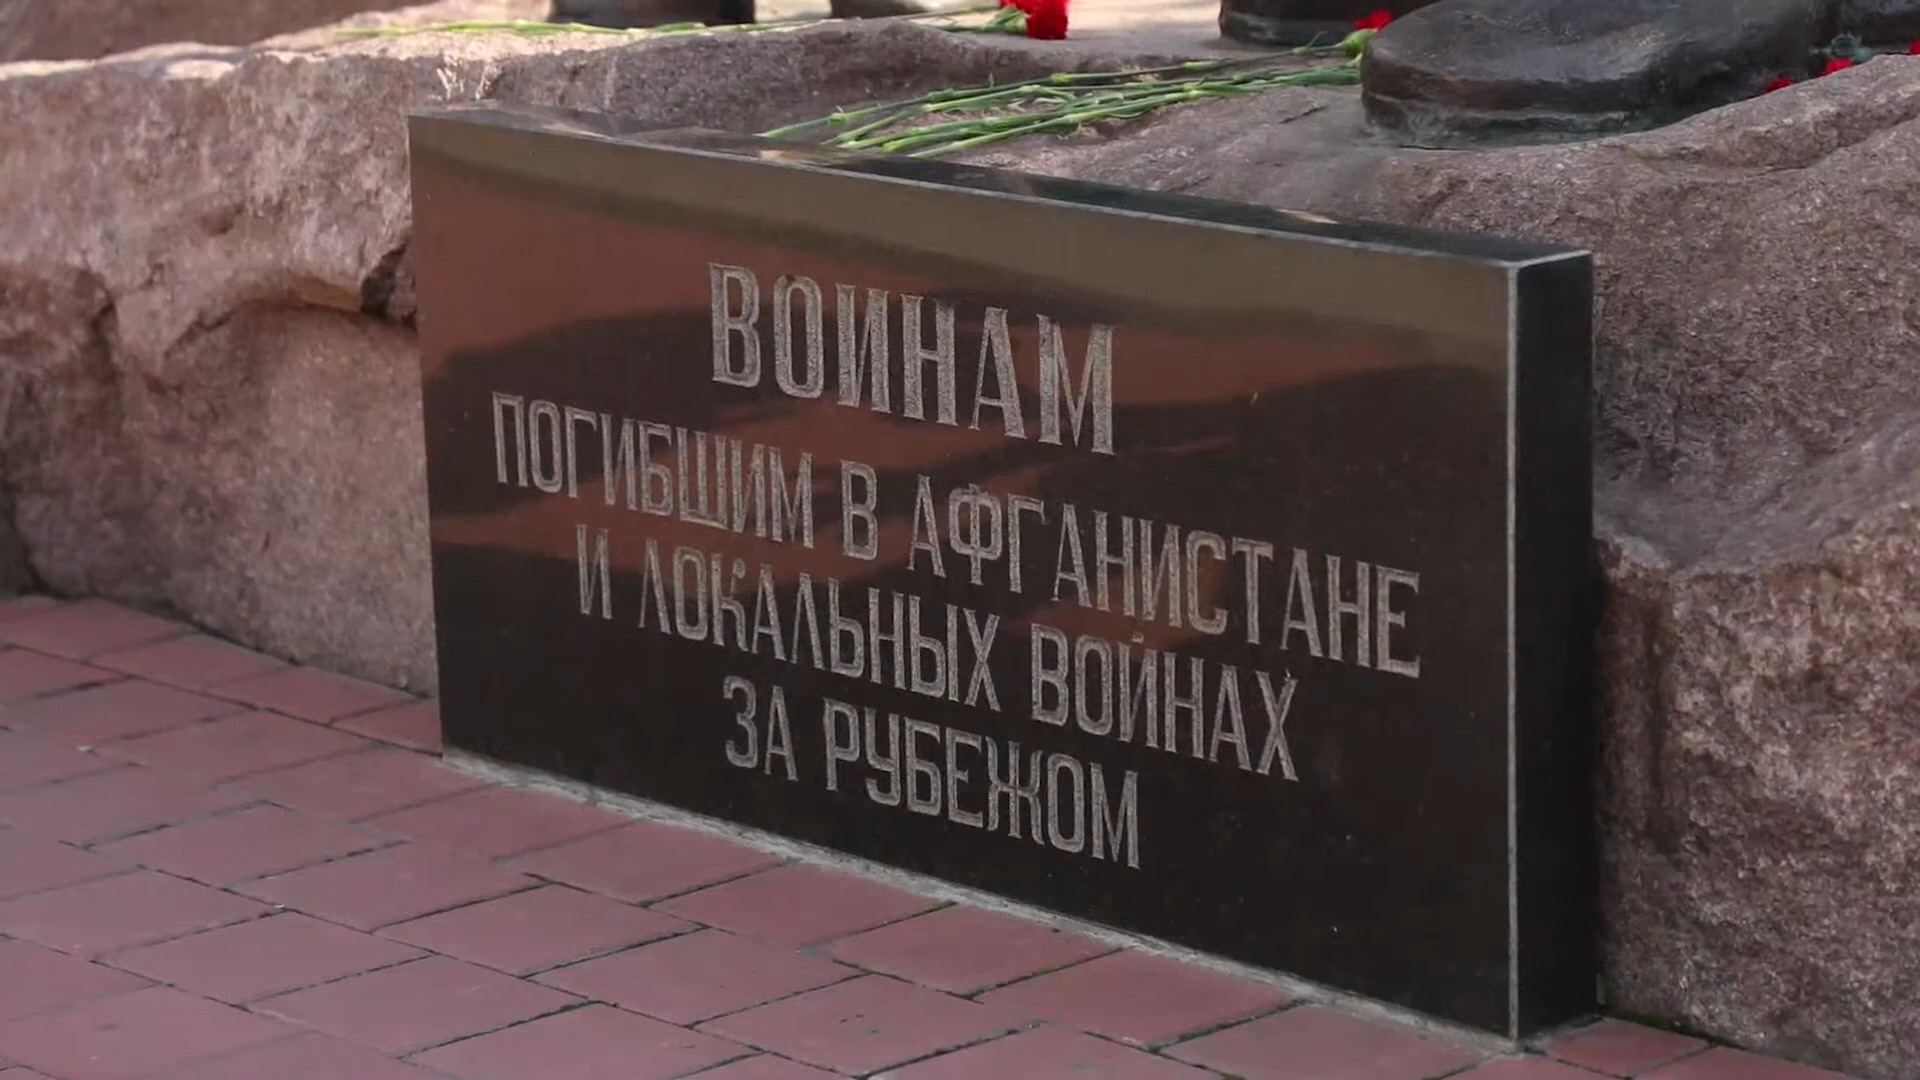 ВОИНАМ
ПОГИБШИМ В АФГАНИСТАНЕ
И ЛОКАЛЬНЫХ ВОЙНАХ
ЗА РУБЕЖОМ